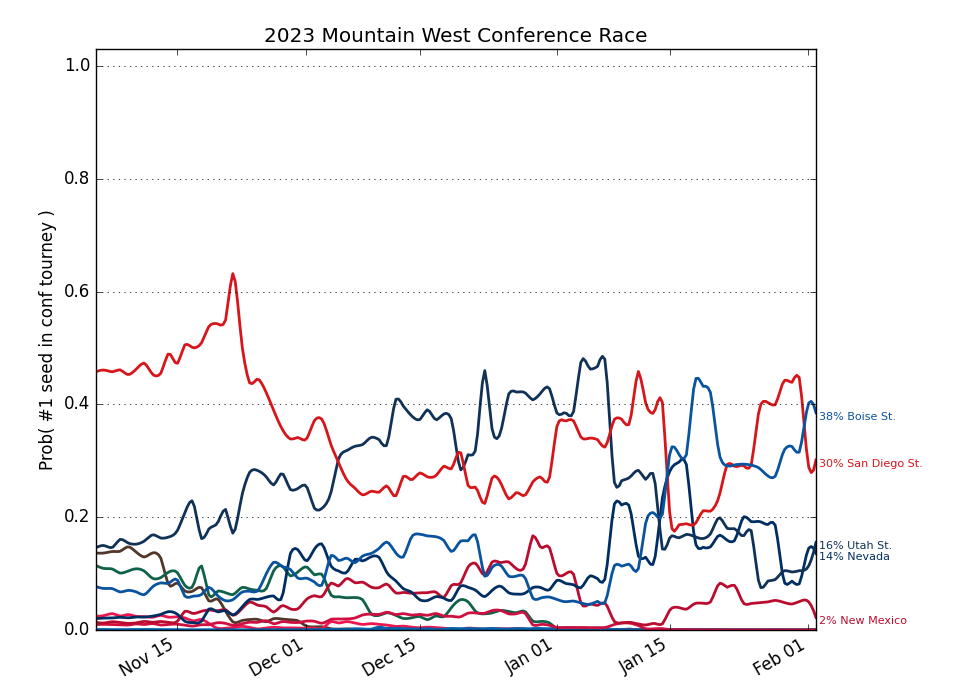 2023 Mountain West Conference Race
Prob( #1 seed in conf tourney )
1.0
0.8
0.6
0.4
0.2
0.0
38% Boise St.
30% San Diego St.
16% Utah St.
14% Nevada
2% New Mexico
Nov 15
Dec 01
Dec 15
Jan 01
Jan 15
Feb 01